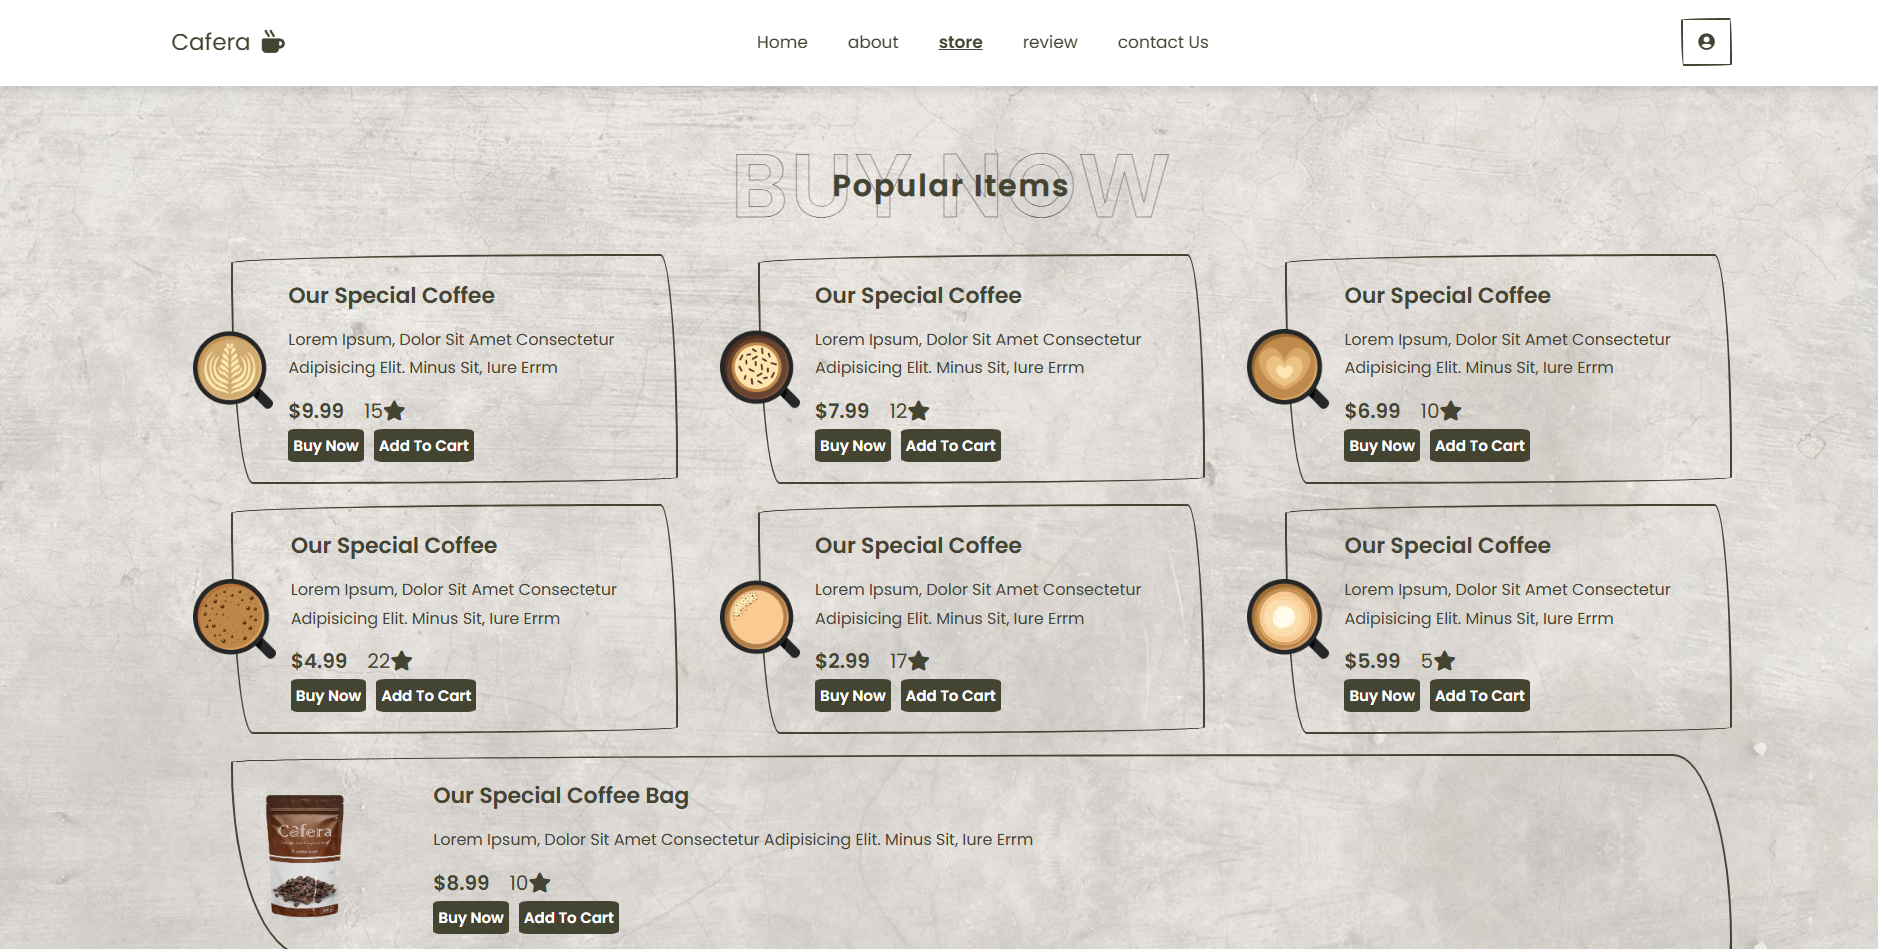 Cafera
Home about store review contact Us
BUY NOW
Popular Items
Our Special Coffee
Lorem Ipsum, Dolor Sit Amet Consectetur
Adipisicing Elit. Minus Sit, Iure Errm
$9.99 15
Buy Now Add To Cart
Our Special Coffee
Lorem Ipsum, Dolor Sit Amet Consectetur
Adipisicing Elit. Minus Sit, Iure Errm
$7.99 12
Buy Now Add To Cart
Our Special Coffee
Lorem Ipsum, Dolor Sit Amet Consectetur
Adipisicing Elit. Minus Sit, Iure Errm
$6.99 10
Buy Now Add To Cart
Our Special Coffee
Lorem Ipsum, Dolor Sit Amet Consectetur
Adipisicing Elit. Minus Sit, Iure Errm
$4.99 22
Buy Now Add To Cart
Our Special Coffee
Lorem Ipsum, Dolor Sit Amet Consectetur
Adipisicing Elit. Minus Sit, Iure Errm
$2.99 17
Buy Now Add To Cart
Our Special Coffee
Lorem Ipsum, Dolor Sit Amet Consectetur
Adipisicing Elit. Minus Sit, Iure Errm
$5.99 5
Buy Now Add To Cart
Cafera
Our Special Coffee Bag
Lorem Ipsum, Dolor Sit Amet Consectetur Adipisicing Elit. Minus Sit, Iure Errm
$8.99 10
Buy Now Add To Cart